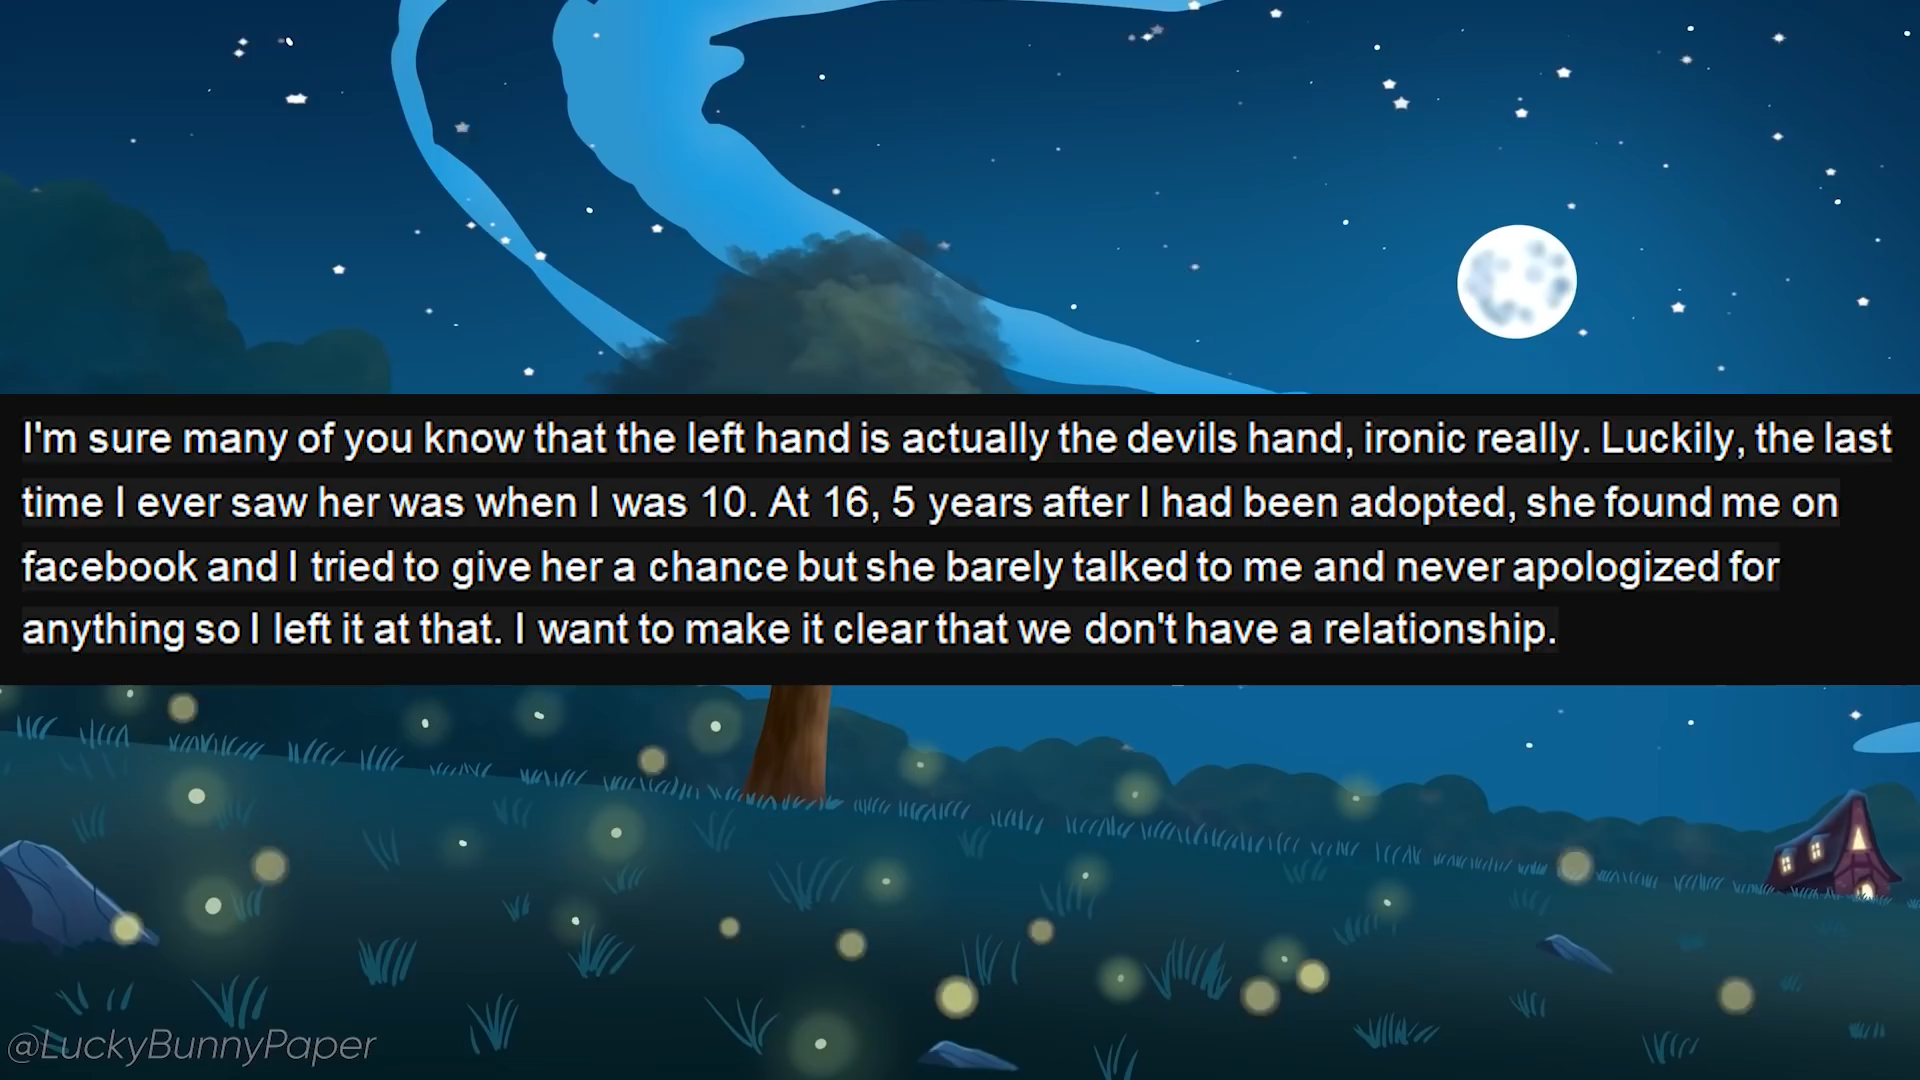 I'm sure many of you know that the left hand is actually the devils hand, ironic really. Luckily, the last
time I ever saw her was when I was 10. At 16, 5 years after I had been adopted, she found me on
facebook and I tried to give her a chance but she barely talked to me and never apologized for
anything so I left it at that. I want to make it clear that we don't have a relationship.
@LuckyBunnyPaper